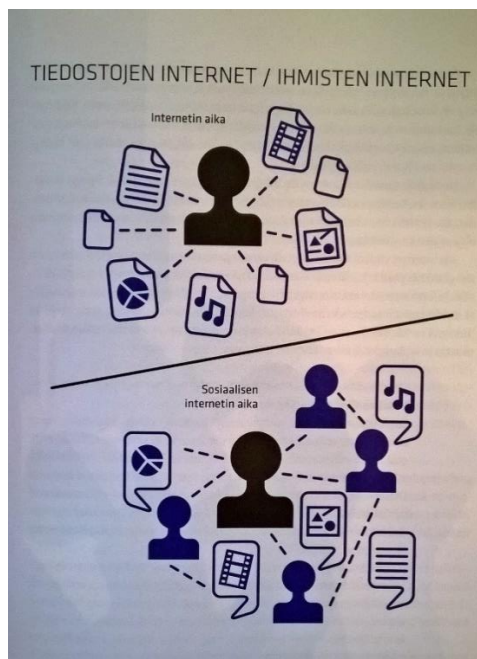 TIEDOSTOJEN INTERNET / IHMISTEN INTERNET
Internetin aika
Sosiaalisen
internetin aika